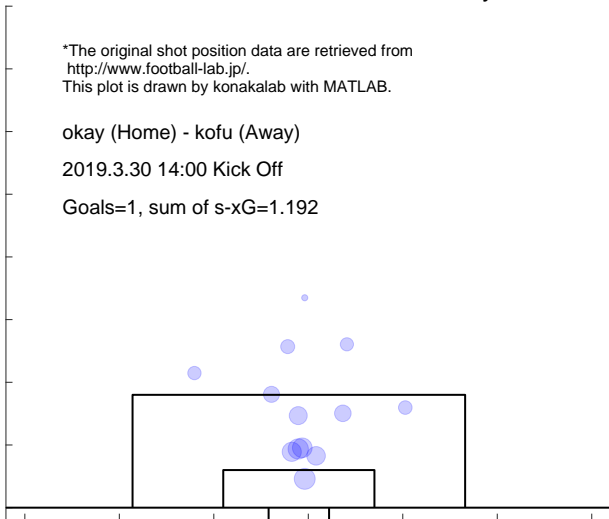 *The original shot position data are retrieved from
http://www.football-lab.jp/.
This plot is drawn by konakalab with MATLAB.
okay (Home) - kofu (Away)
2019.3.30 14:00 Kick Off
Goals=1, sum of s-xG=1.192